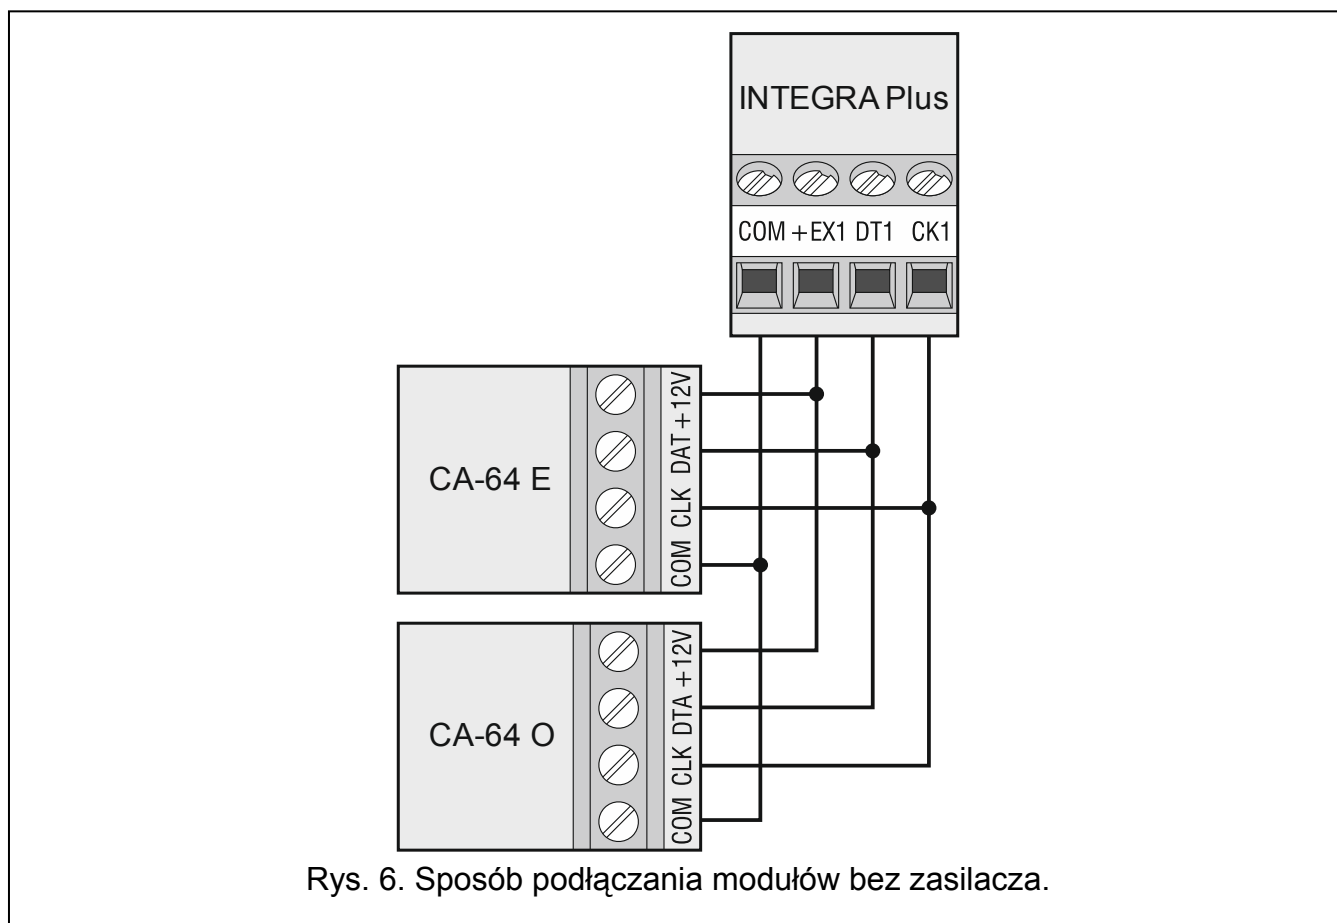 INTEGRA Plus
COM +EX1 DT1 CK1
CA-64 E
COM CLK DAT +12V
CA-64 O
COM CLK DTA +12V
Rys. 6. Sposób podłączania modułów bez zasilacza.